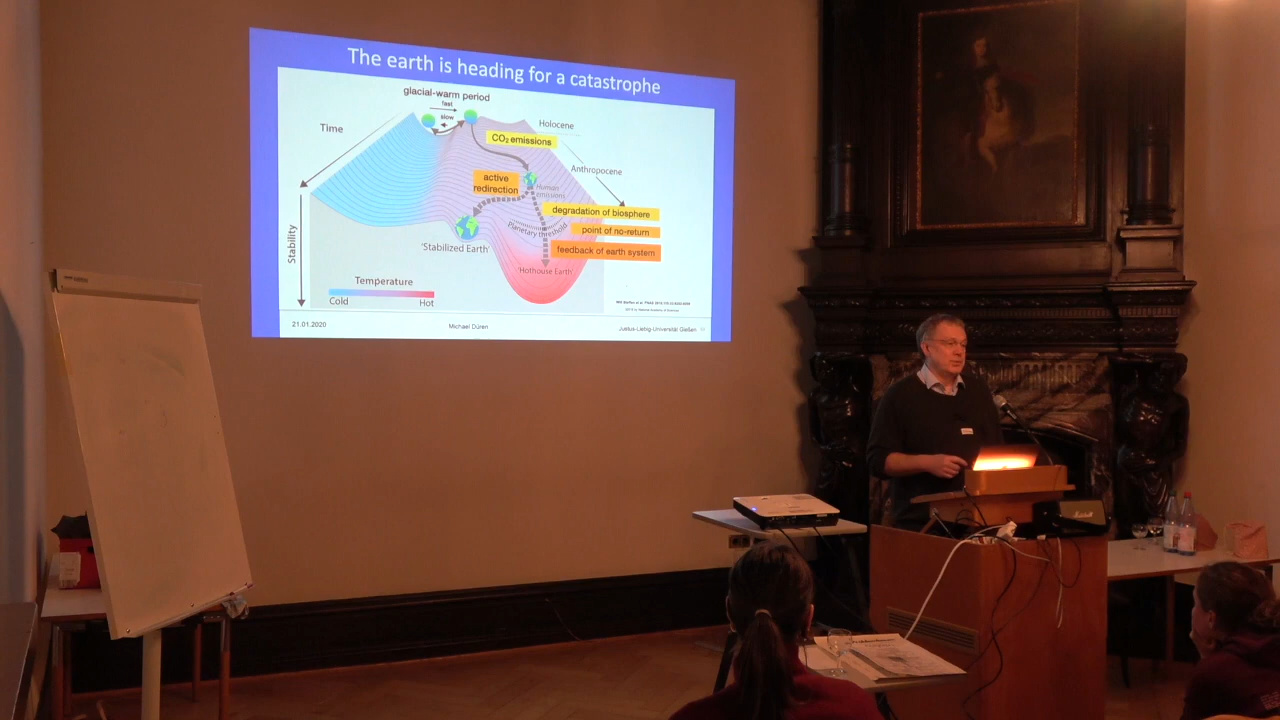 The earth is heading for a catastrophe
glacial-warm period
fast
slow
Time
Holocene
CO₂ emissions
Anthropocene
active
redirection
Human
emissions
degradation of biosphere
Planetary threshold
point of no-return
Stability
'Stabilized Earth'
feedback of earth system
'Hothouse Earth'
Temperature
Cold
Hot
21.01.2020
Michael Düren
Justus-Liebig-Universität Gießen
Marshall